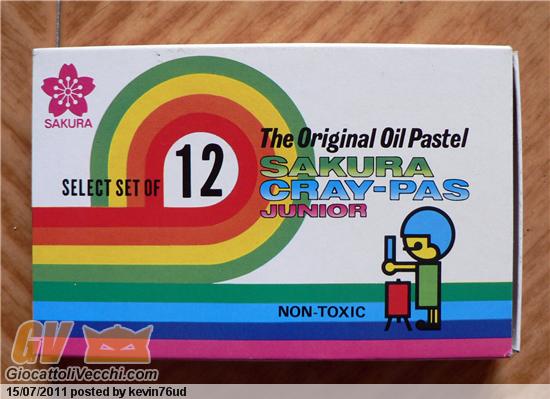 SAKURA
The Original Oil Pastel
SELECT SET OF 12
SAKURA
CRAY-PAS
JUNIOR
NON-TOXIC
GV
GiocattoliVecchi.com
15/07/2011 posted by kevin76ud